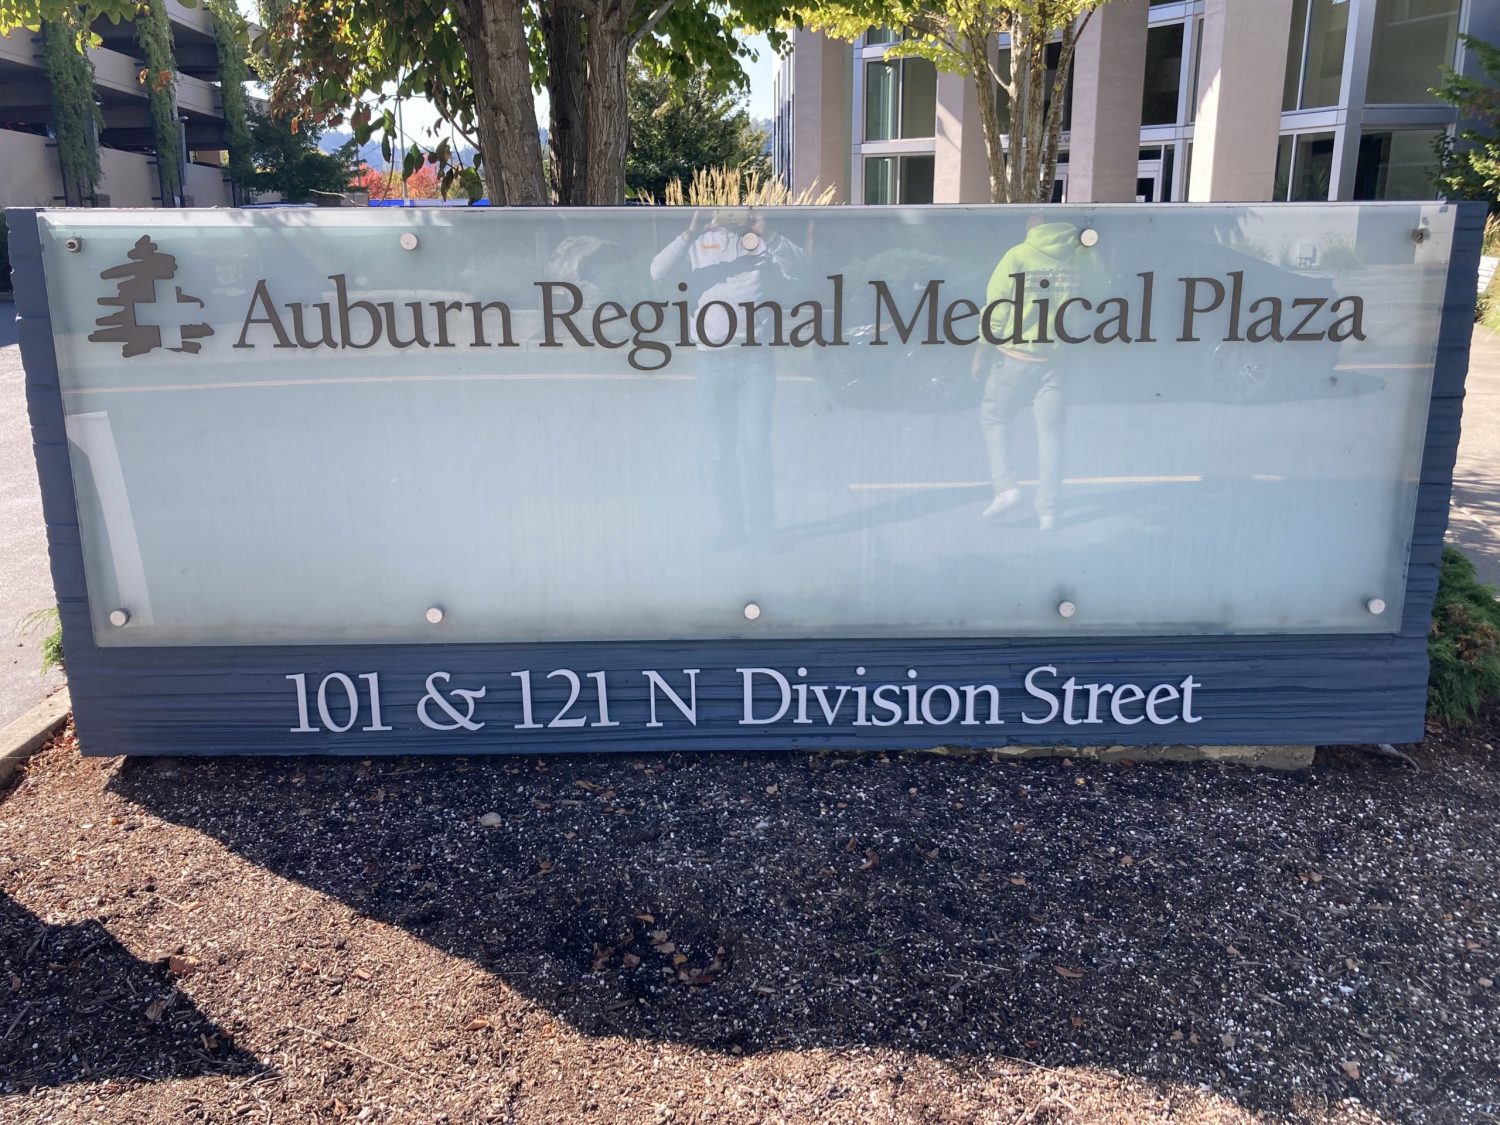 Auburn Regional Medical Plaza
101 & 121 N Division Street